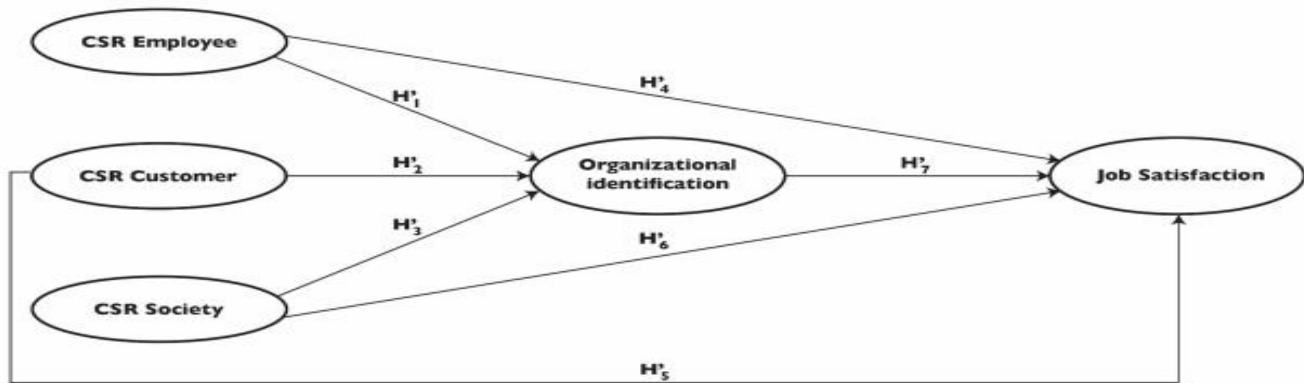 CSR Employee
H'4
H'1
CSR Customer
H'2
Organizational
identification
H'7
Job Satisfaction
H'3
H'6
CSR Society
H'5